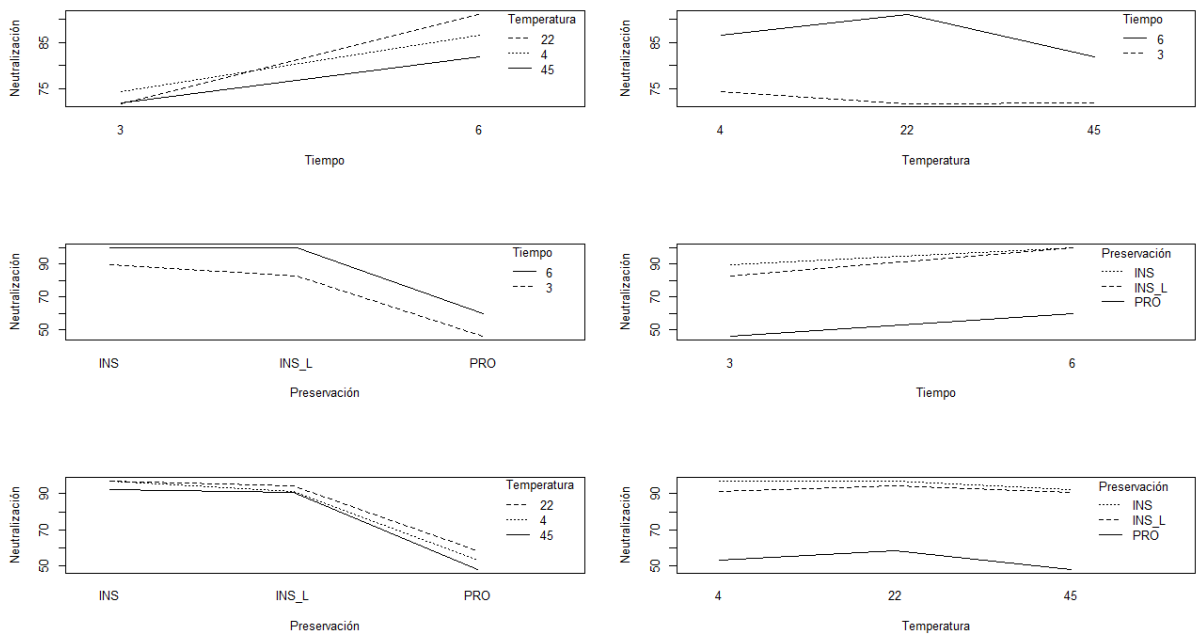 Neutralización
75
85
3
6
Tiempo
Temperatura
22
4
45
Neutralización
75
85
4
22
45
Temperatura
Tiempo
6
3
Neutralización
50
70
90
INS
INS_L
PRO
Preservación
Tiempo
6
3
Neutralización
50
70
90
3
6
Tiempo
Preservación
INS
INS_L
PRO
Neutralización
50
70
90
INS
INS_L
PRO
Preservación
Temperatura
22
4
45
Neutralización
50
70
90
4
22
45
Temperatura
Preservación
INS
INS_L
PRO